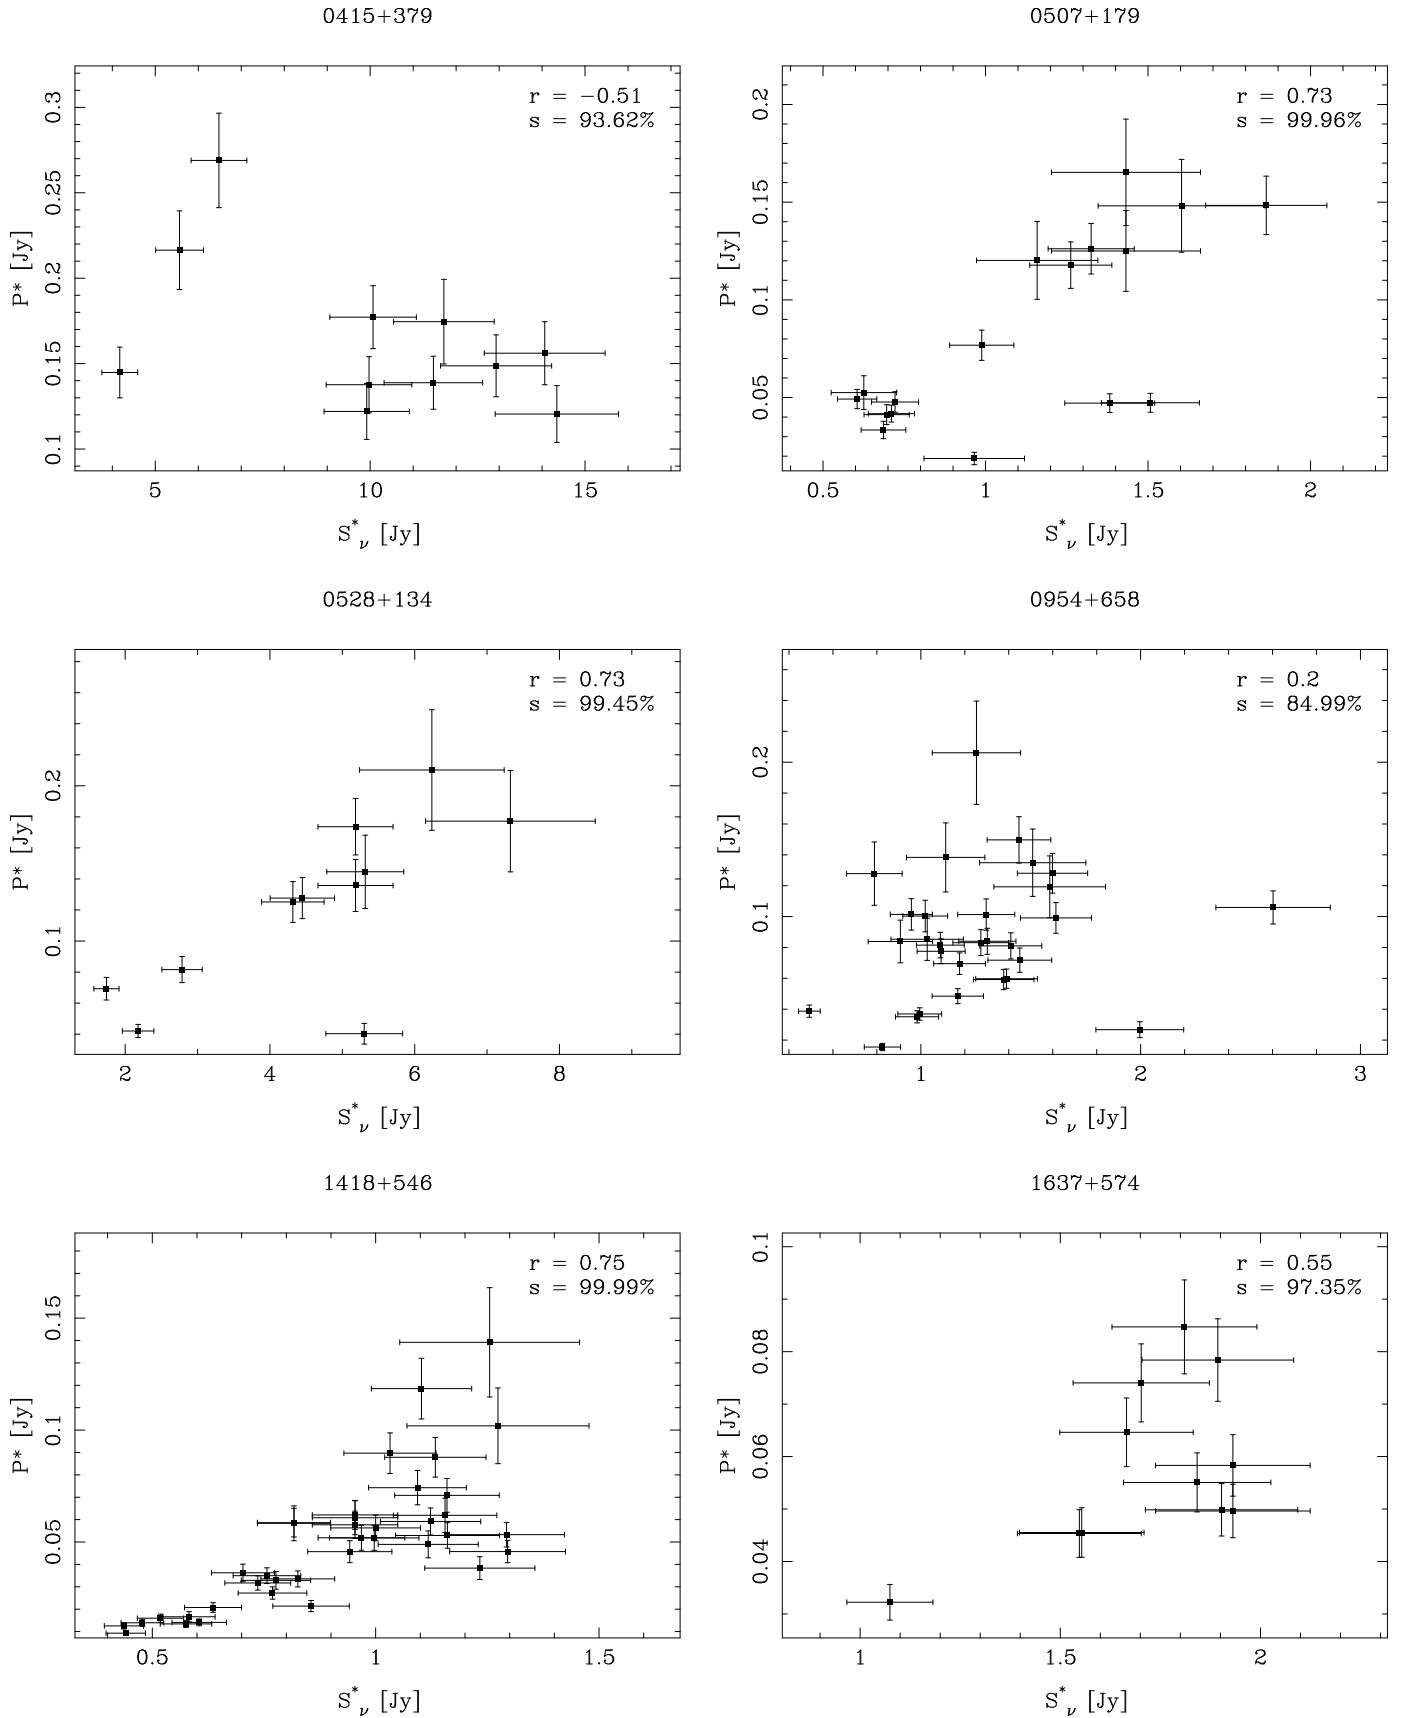 0415+379
0507+179
r = −0.51
s = 93.62%
0.3
0.25
0.2
0.15
0.1
P* [Jy]
5 10 15
S*ν [Jy]
r = 0.73
s = 99.96%
0.2
0.15
0.1
0.05
P* [Jy]
0.5 1 1.5 2
S*ν [Jy]
0528+134
0954+658
r = 0.73
s = 99.45%
0.2
0.1
P* [Jy]
2 4 6 8
S*ν [Jy]
r = 0.2
s = 84.99%
0.2
0.1
P* [Jy]
1 2 3
S*ν [Jy]
1418+546
1637+574
r = 0.75
s = 99.99%
0.15
0.1
0.05
P* [Jy]
0.5 1 1.5
S*ν [Jy]
r = 0.55
s = 97.35%
0.1
0.08
0.06
0.04
P* [Jy]
1 1.5 2
S*ν [Jy]